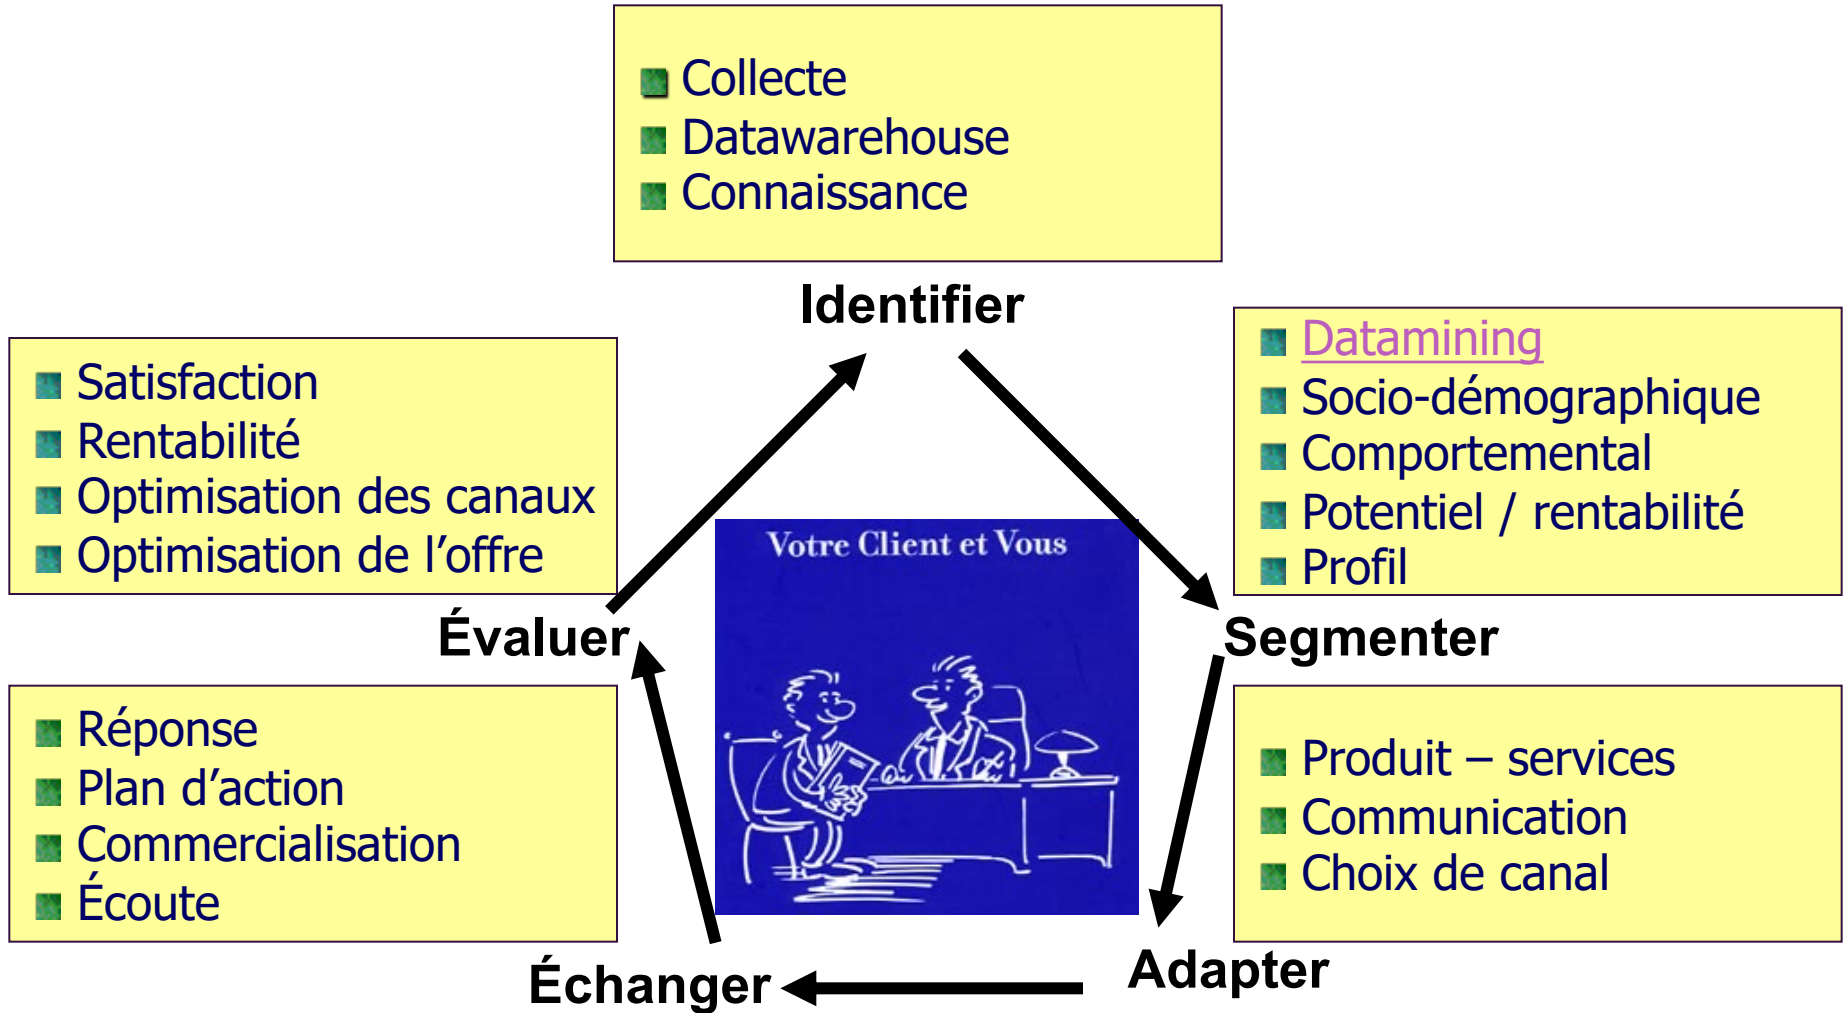 Collecte
Datawarehouse
Connaissance
Identifier
Satisfaction
Rentabilité
Optimisation des canaux
Optimisation de l’offre
Évaluer
Datamining
Socio-démographique
Comportemental
Potentiel / rentabilité
Profil
Segmenter
Votre Client et Vous
Réponse
Plan d’action
Commercialisation
Écoute
Échanger
Produit – services
Communication
Choix de canal
Adapter